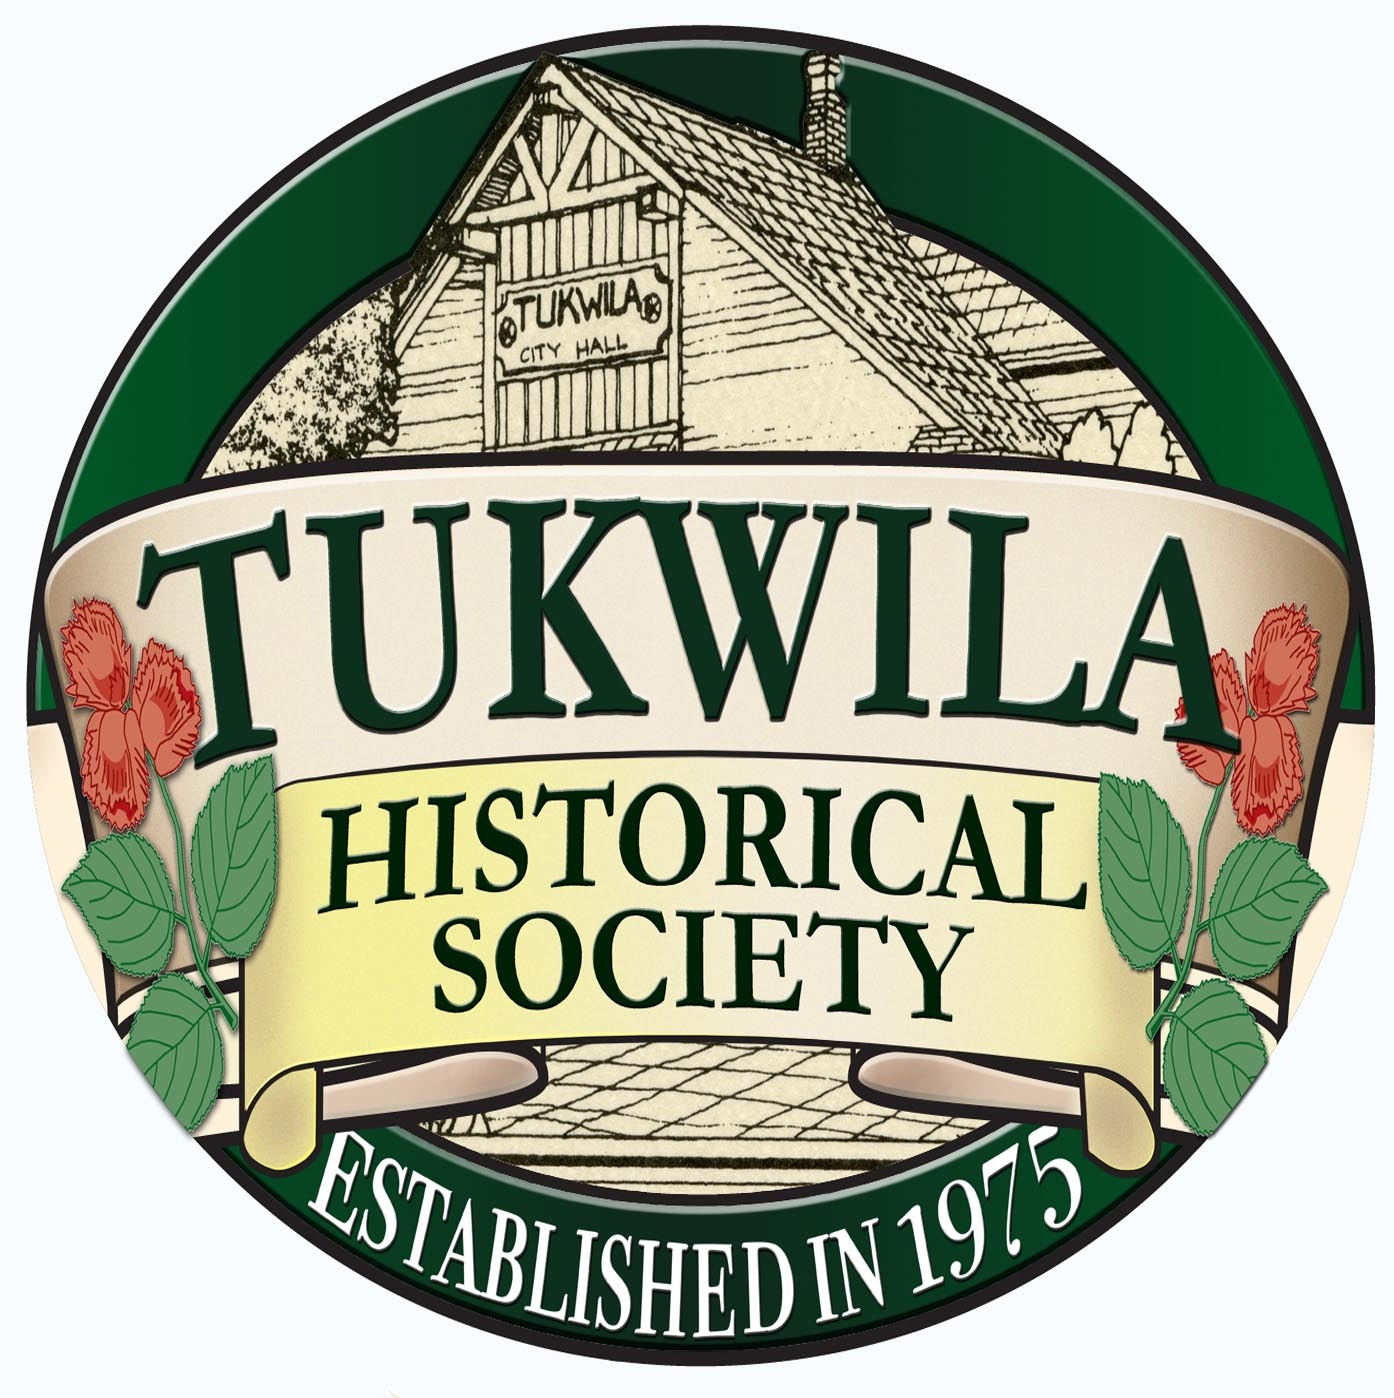 TUKWILA
CITY HALL
TUKWILA
HISTORICAL
SOCIETY
ESTABLISHED IN 1975